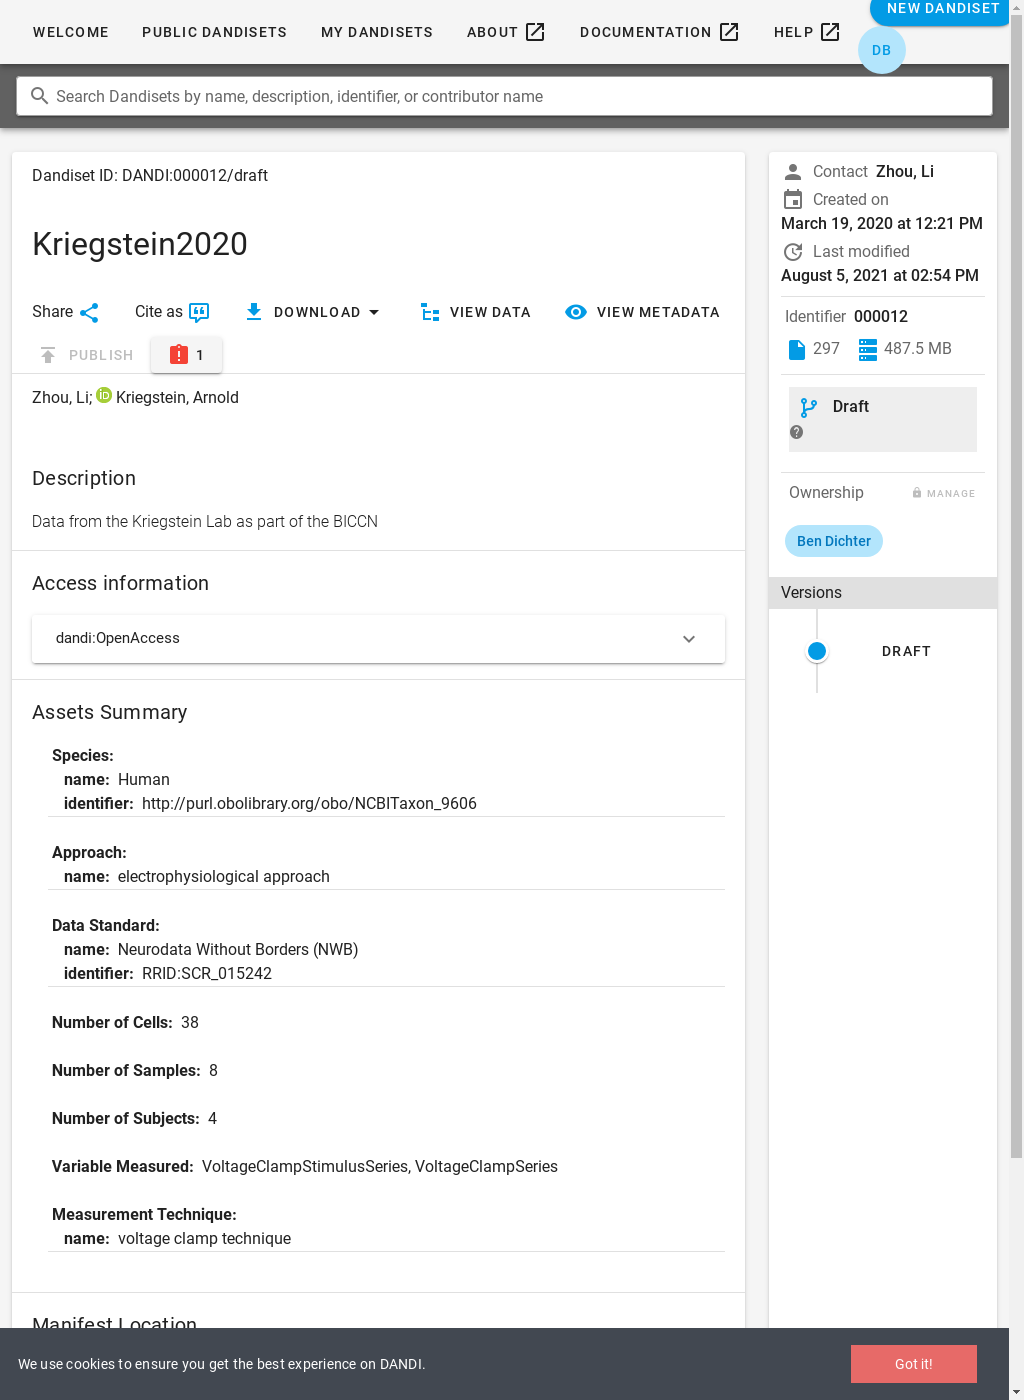 NEW DANDISET
WELCOME PUBLIC DANDISETS MY DANDISETS ABOUT DOCUMENTATION HELP
DB
Search Dandisets by name, description, identifier, or contributor name
Dandiset ID: DANDI:000012/draft
Kriegstein2020
Share Cite as DOWNLOAD VIEW DATA VIEW METADATA
PUBLISH 1
Zhou, Li; iD Kriegstein, Arnold
Description
Data from the Kriegstein Lab as part of the BICCN
Access information
dandi:OpenAccess
Assets Summary
Species:
name: Human
identifier: http://purl.obolibrary.org/obo/NCBITaxon_9606
Approach:
name: electrophysiological approach
Data Standard:
name: Neurodata Without Borders (NWB)
identifier: RRID:SCR_015242
Number of Cells: 38
Number of Samples: 8
Number of Subjects: 4
Variable Measured: VoltageClampStimulusSeries, VoltageClampSeries
Measurement Technique:
name: voltage clamp technique
Manifest Location
Contact Zhou, Li
Created on
March 19, 2020 at 12:21 PM
Last modified
August 5, 2021 at 02:54 PM
Identifier 000012
297 487.5 MB
Draft
?
Ownership MANAGE
Ben Dichter
Versions
DRAFT
We use cookies to ensure you get the best experience on DANDI.
Got it!